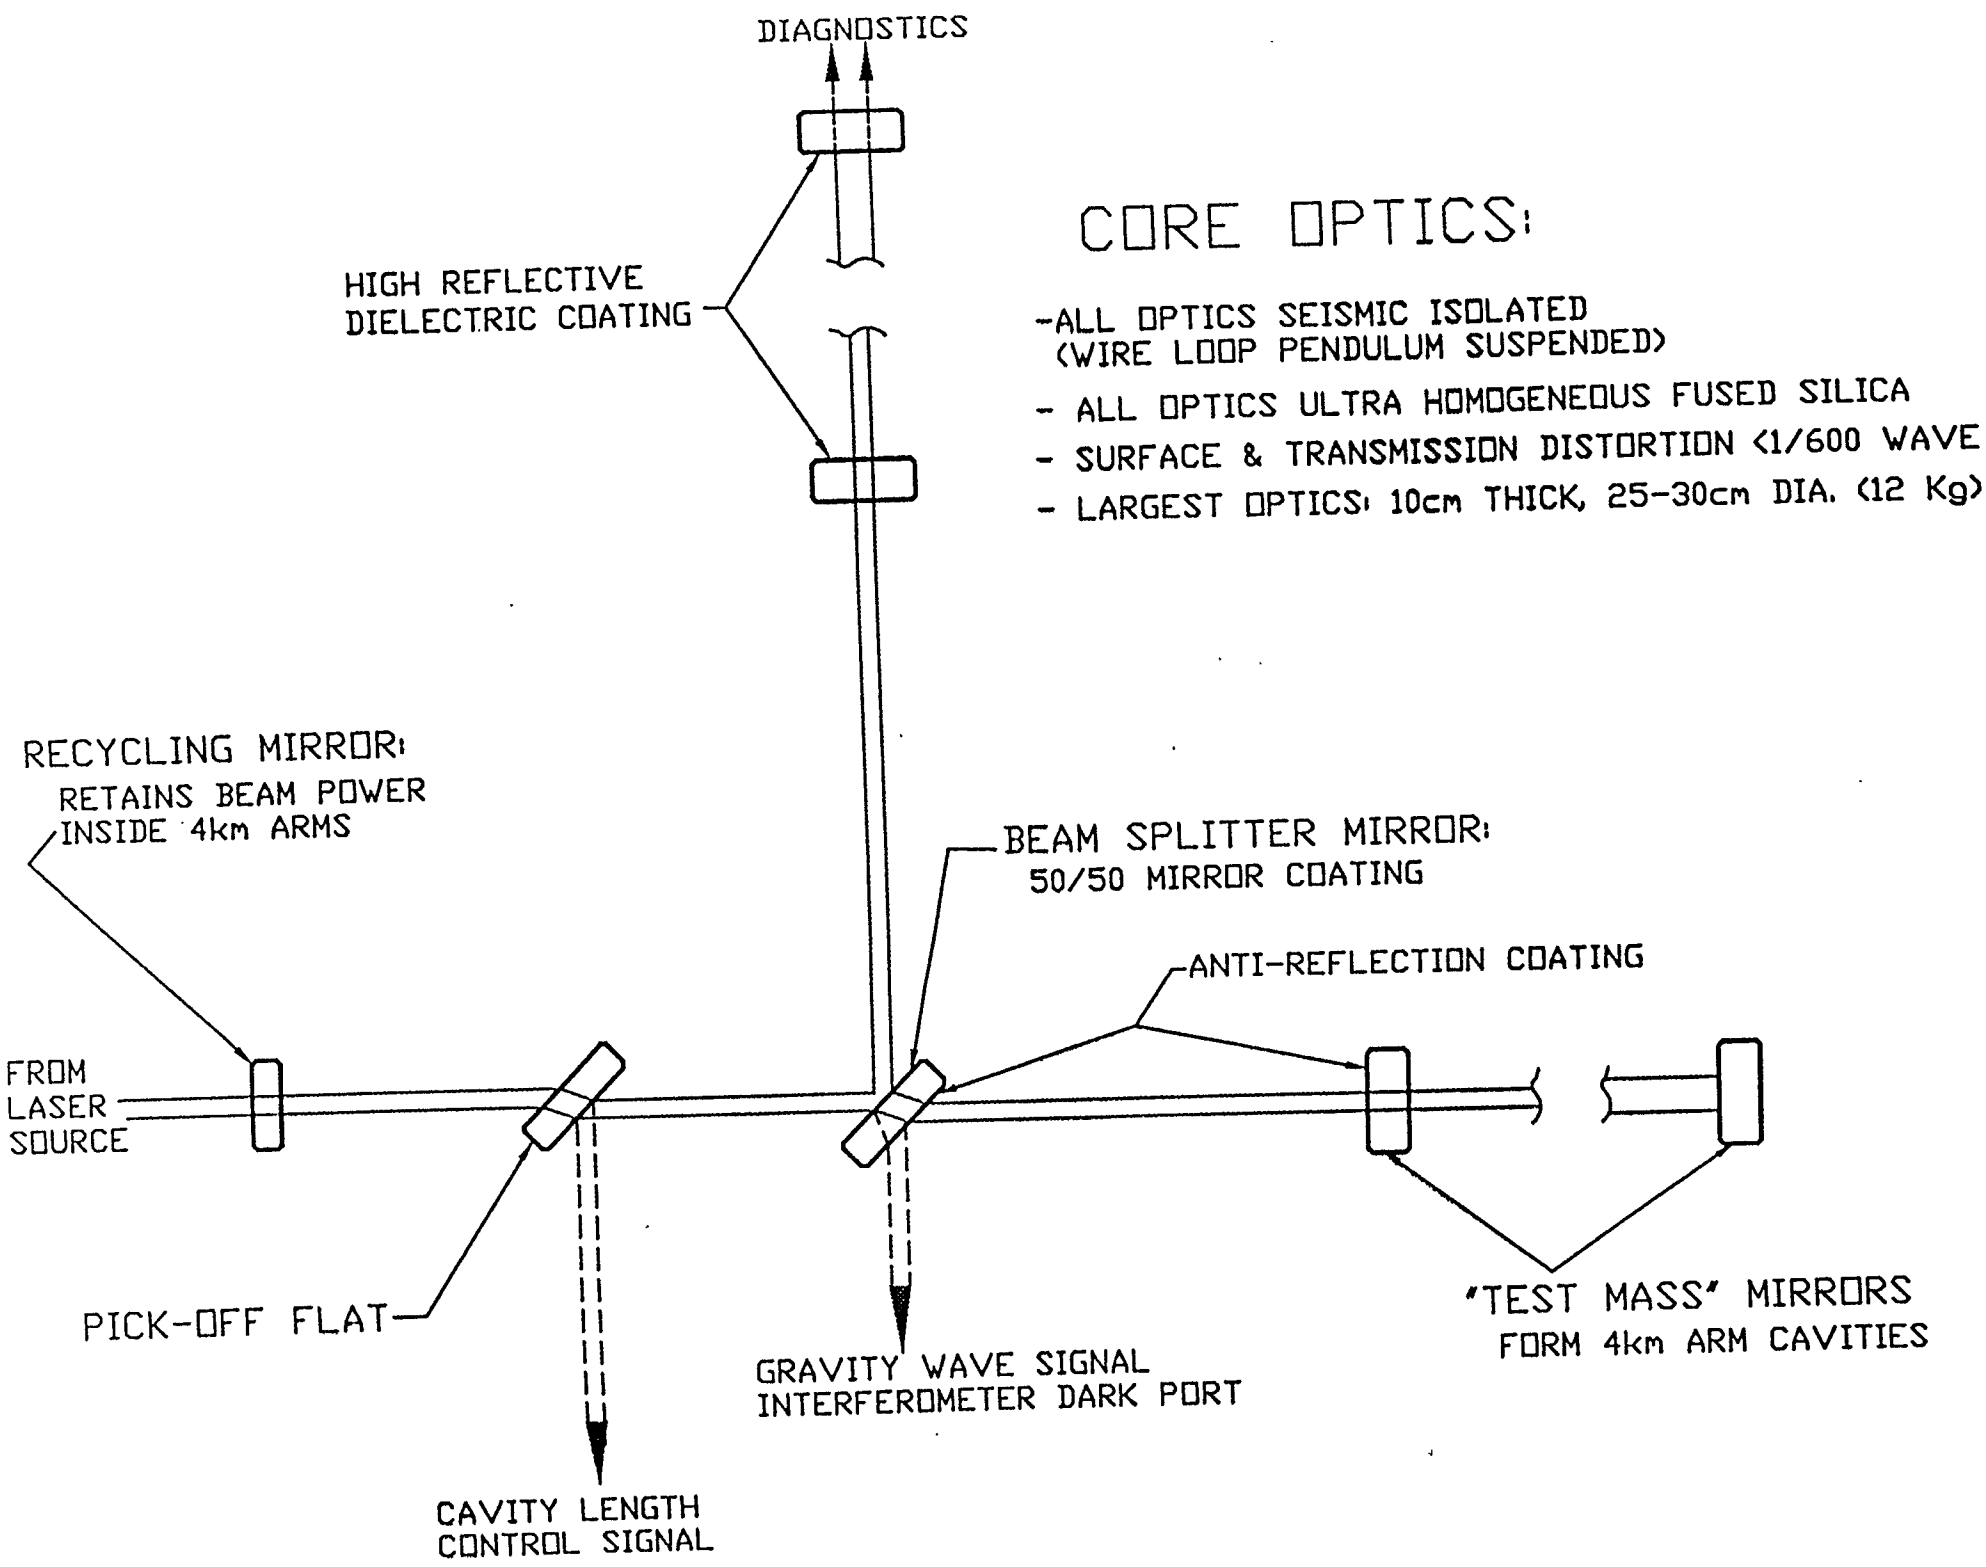 DIAGNOSTICS
CORE OPTICS:
HIGH REFLECTIVE
DIELECTRIC COATING
-ALL OPTICS SEISMIC ISOLATED
(WIRE LOOP PENDULUM SUSPENDED)
- ALL OPTICS ULTRA HOMOGENEOUS FUSED SILICA
- SURFACE & TRANSMISSION DISTORTION <1/600 WAVE
- LARGEST OPTICS: 10cm THICK, 25-30cm DIA. (12 Kg)
RECYCLING MIRROR:
RETAINS BEAM POWER
INSIDE 4km ARMS
BEAM SPLITTER MIRROR:
50/50 MIRROR COATING
ANTI-REFLECTION COATING
FROM
LASER
SOURCE
PICK-OFF FLAT
"TEST MASS" MIRRORS
FORM 4km ARM CAVITIES
GRAVITY WAVE SIGNAL
INTERFEROMETER DARK PORT
CAVITY LENGTH
CONTROL SIGNAL